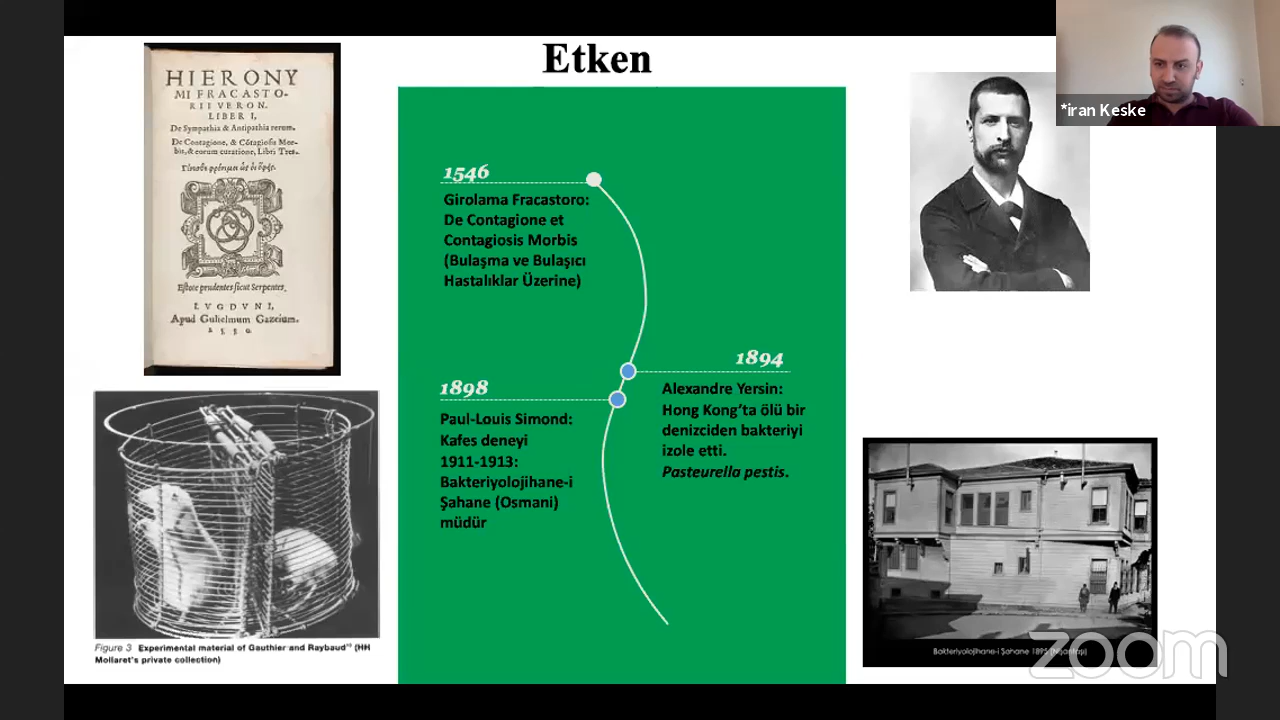 Etken
HIERONY
MI FRACASTO-
RII VERON.
LIBER I,
De Sympathia & Antipathia rerum.
De Contagione, & Cōtagiosis Mor-
bis, & eorum curatione, Libri Tres.
Estote prudentes sicut Serpentes.
LVGDVNI,
Apud Gulielmum Gazeium.
1546
Girolama Fracastoro:
De Contagione et
Contagiosis Morbis
(Bulaşma ve Bulaşıcı
Hastalıklar Üzerine)
1894
Alexandre Yersin:
Hong Kong’ta ölü bir
denizciden bakteriyi
izole etti.
Pasteurella pestis.
1898
Paul-Louis Simond:
Kafes deneyi
1911-1913:
Bakteriyolojihane-i
Şahane (Osmani)
müdür
Figure 3 Experimental material of Gauthier and Raybaud (HH
Mollaret's private collection)
*iran Keske
Bakteriyolojihane-i Şahane 1895 (Nişantaşı)
zoom